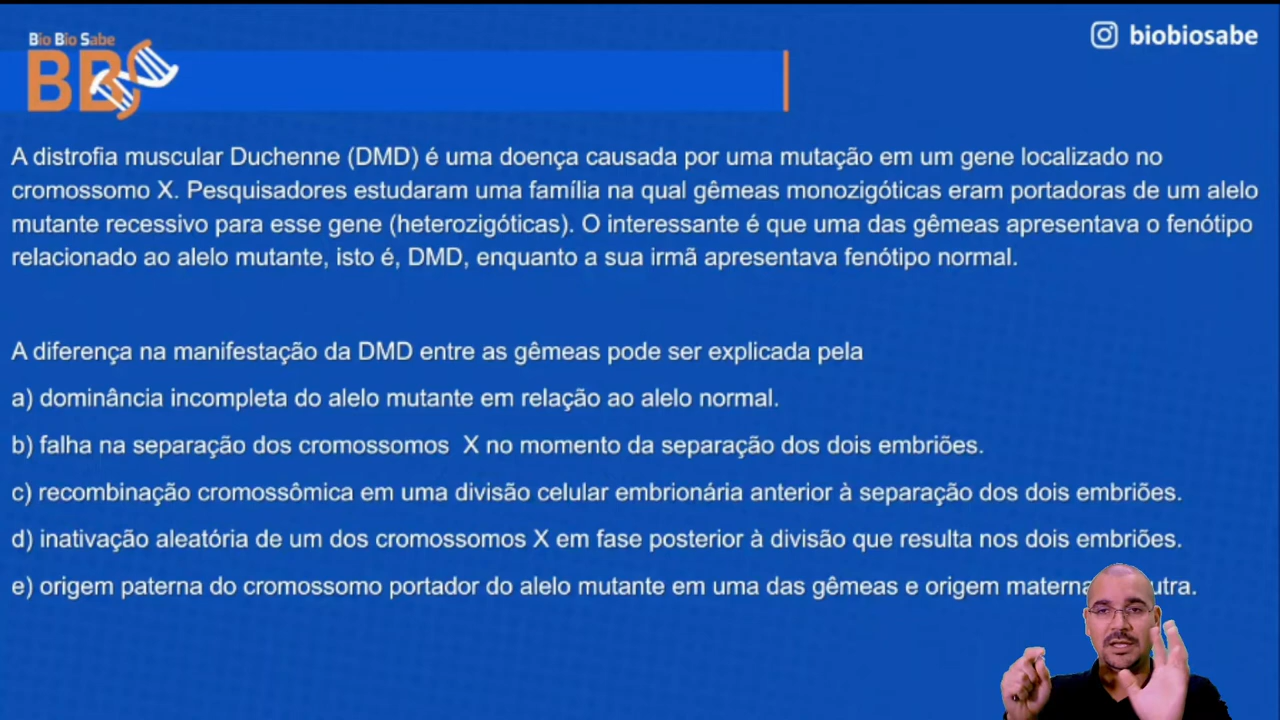 Bio Bio Sabe
BBS
biobiosabe
A distrofia muscular Duchenne (DMD) é uma doença causada por uma mutação em um gene localizado no
cromossomo X. Pesquisadores estudaram uma família na qual gêmeas monozigóticas eram portadoras de um alelo
mutante recessivo para esse gene (heterozigóticas). O interessante é que uma das gêmeas apresentava o fenótipo
relacionado ao alelo mutante, isto é, DMD, enquanto a sua irmã apresentava fenótipo normal.
A diferença na manifestação da DMD entre as gêmeas pode ser explicada pela
a) dominância incompleta do alelo mutante em relação ao alelo normal.
b) falha na separação dos cromossomos X no momento da separação dos dois embriões.
c) recombinação cromossômica em uma divisão celular embrionária anterior à separação dos dois embriões.
d) inativação aleatória de um dos cromossomos X em fase posterior à divisão que resulta nos dois embriões.
e) origem paterna do cromossomo portador do alelo mutante em uma das gêmeas e origem materna